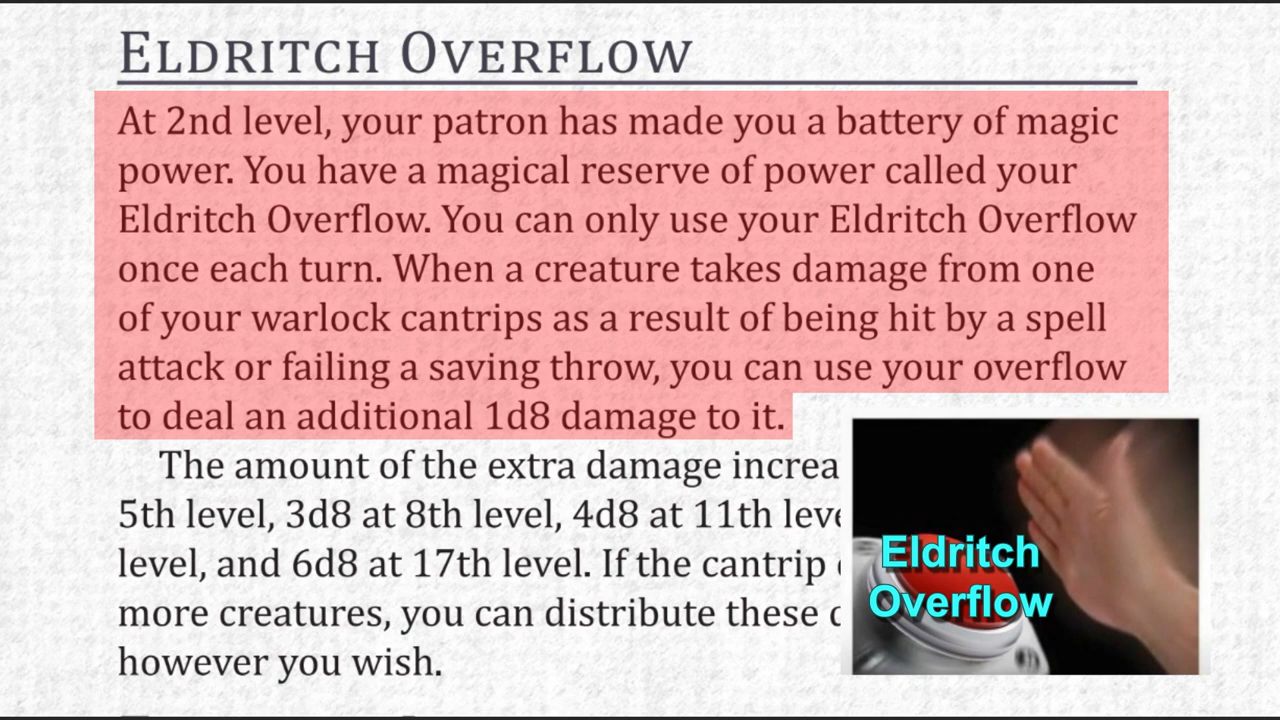 ELDRITCH OVERFLOW
At 2nd level, your patron has made you a battery of magic
power. You have a magical reserve of power called your
Eldritch Overflow. You can only use your Eldritch Overflow
once each turn. When a creature takes damage from one
of your warlock cantrips as a result of being hit by a spell
attack or failing a saving throw, you can use your overflow
to deal an additional 1d8 damage to it.
The amount of the extra damage increa
5th level, 3d8 at 8th level, 4d8 at 11th leve
level, and 6d8 at 17th level. If the cantrip
more creatures, you can distribute these
however you wish.
Eldritch
Overflow